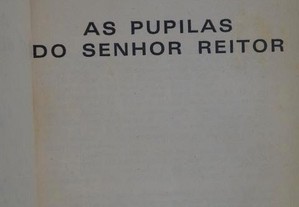 AS PUPILAS
DO SENHOR REITOR